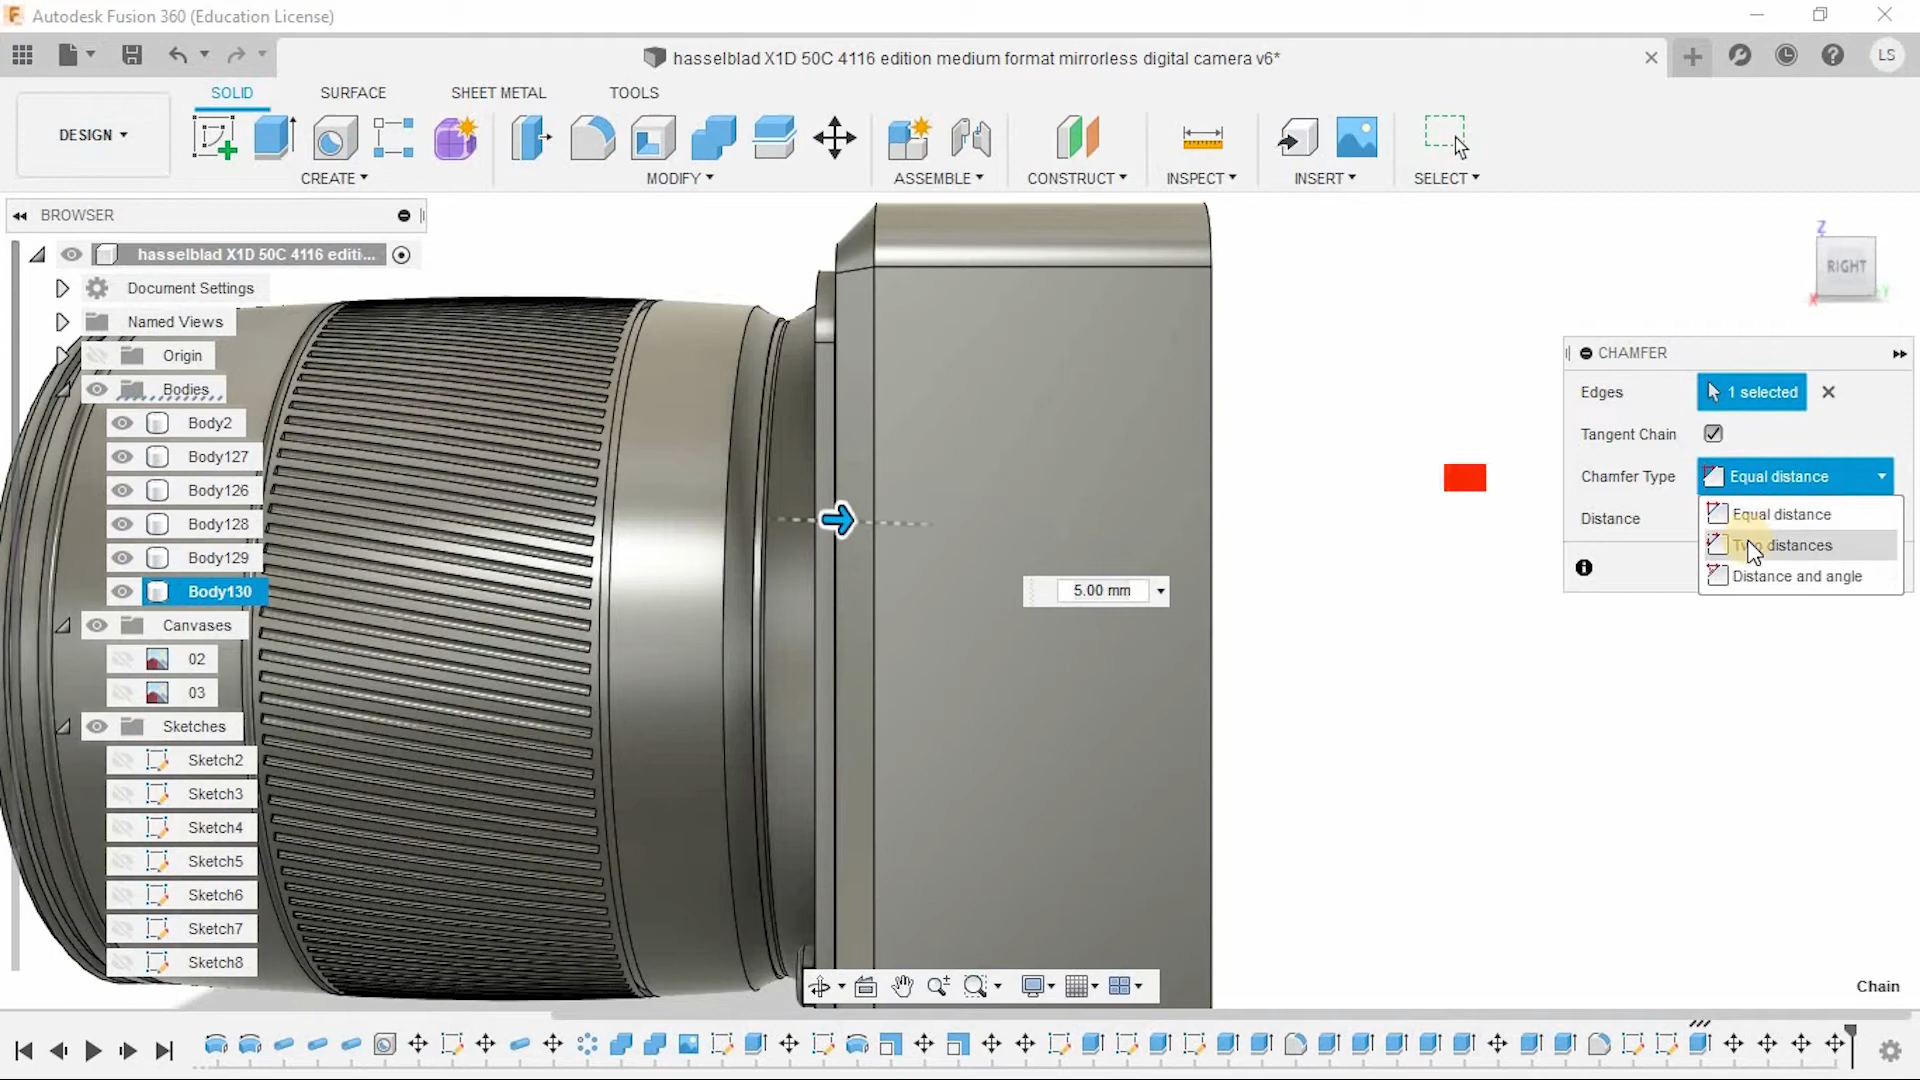 Autodesk Fusion 360 (Education License)
hasselblad X1D 50C 4116 edition medium format mirrorless digital camera v6*
LS
DESIGN
SOLID
SURFACE
SHEET METAL
TOOLS
CREATE
MODIFY
ASSEMBLE
CONSTRUCT
INSPECT
INSERT
SELECT
BROWSER
hasselblad X1D 50C 4116 editi...
Document Settings
Named Views
Origin
Bodies
Body2
Body127
Body126
Body128
Body129
Body130
Canvases
02
03
Sketches
Sketch2
Sketch3
Sketch4
Sketch5
Sketch6
Sketch7
Sketch8
5.00 mm
Z
RIGHT
X
Y
CHAMFER
Edges
1 selected
Tangent Chain
Chamfer Type
Equal distance
Distance
Equal distance
Two distances
Distance and angle
Chain